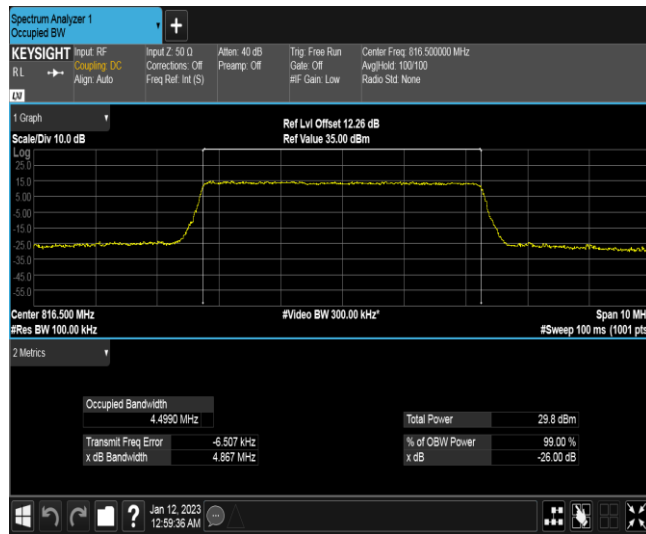 Spectrum Analyzer 1
Occupied BW
KEYSIGHT
RL
LXI
Input: RF
Coupling: DC
Align: Auto
Input Z: 50 Ω
Corrections: Off
Freq Ref: Int (S)
Atten: 40 dB
Preamp: Off
Trig: Free Run
Gate: Off
#IF Gain: Low
Center Freq: 816.500000 MHz
Avg|Hold: 100/100
Radio Std: None
1 Graph
Scale/Div 10.0 dB
Ref Lvl Offset 12.26 dB
Ref Value 35.00 dBm
Log
25.0
15.0
5.00
-5.00
-15.0
-25.0
-35.0
-45.0
-55.0
Center 816.500 MHz
#Res BW 100.00 kHz
#Video BW 300.00 kHz*
Span 10 MH
#Sweep 100 ms (1001 pts
2 Metrics
Occupied Bandwidth
4.4990 MHz
Transmit Freq Error -6.507 kHz
x dB Bandwidth 4.867 MHz
Total Power 29.8 dBm
% of OBW Power 99.00 %
x dB -26.00 dB
?
Jan 12, 2023
12:59:36 AM